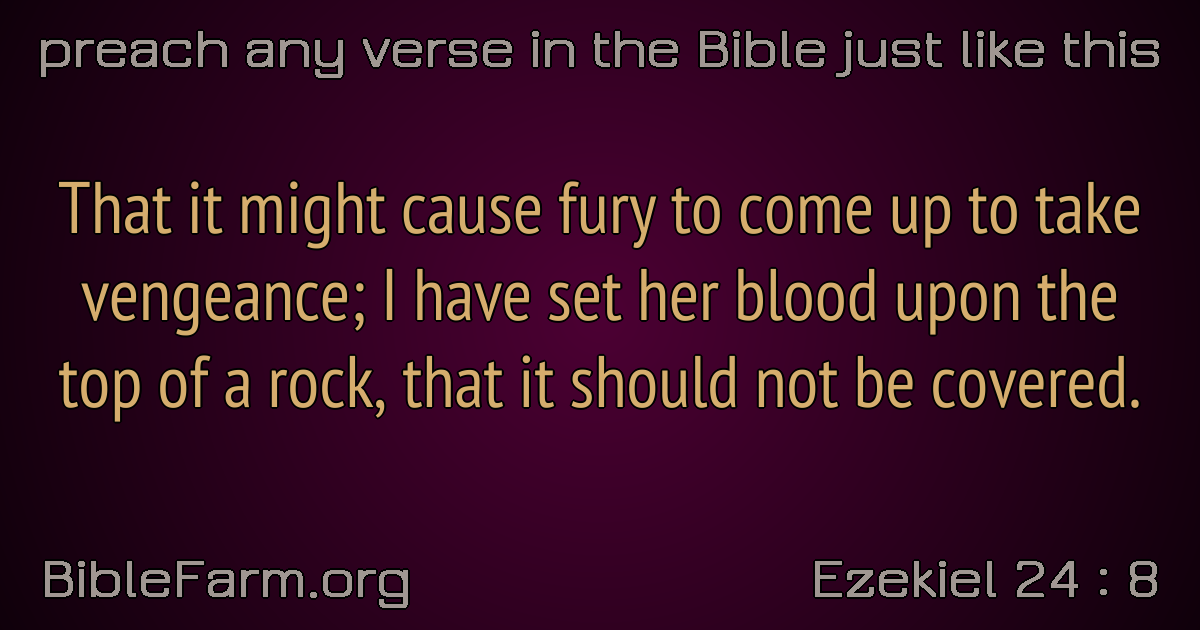 preach any verse in the Bible just like this
That it might cause fury to come up to take
vengeance; I have set her blood upon the
top of a rock, that it should not be covered.
BibleFarm.org
Ezekiel 24 : 8